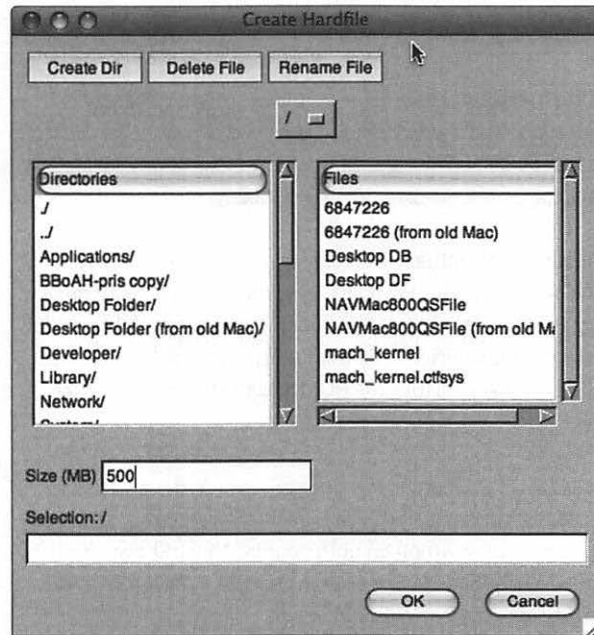 Create Hardfile
Create Dir
Delete File
Rename File
/
Directories
./
../
Applications/
BBoAH-pris copy/
Desktop Folder/
Desktop Folder (from old Mac)/
Developer/
Library/
Network/
Files
6847226
6847226 (from old Mac)
Desktop DB
Desktop DF
NAVMac800QSFile
NAVMac800QSFile (from old Ma
mach_kernel
mach_kernel.ctfsys
Size (MB) 500
Selection: /
OK
Cancel